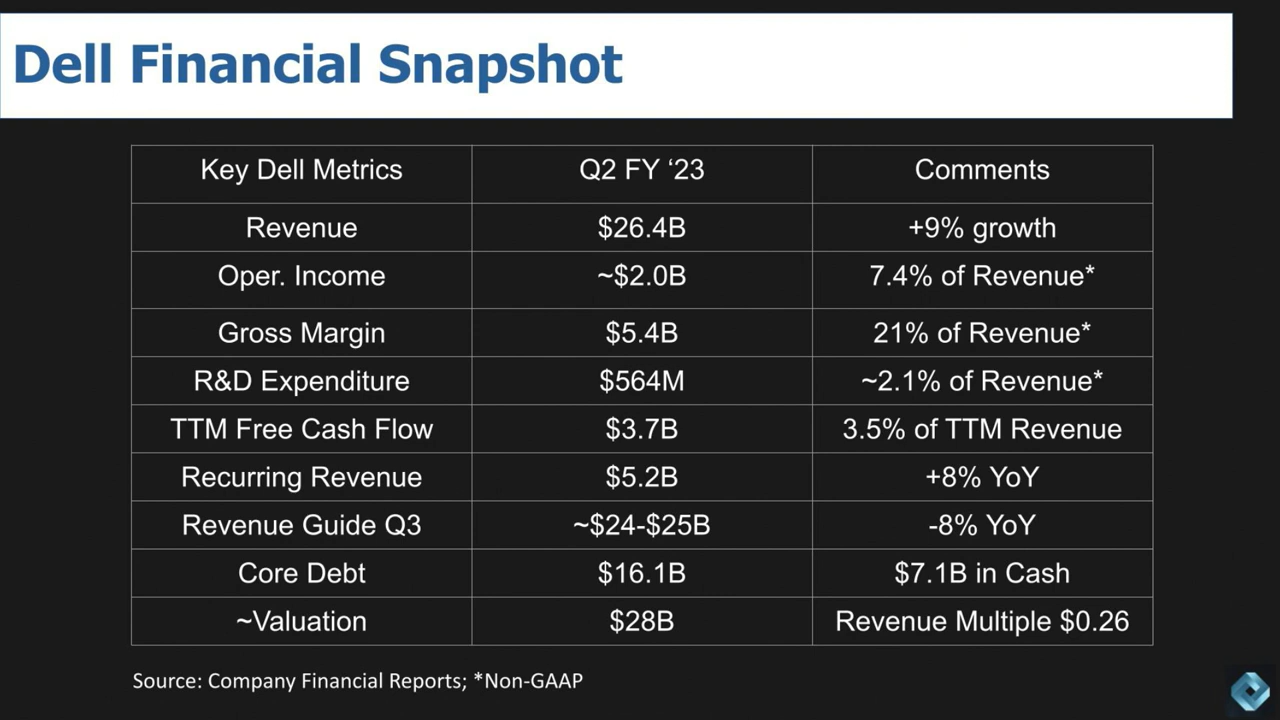 Dell Financial Snapshot
Key Dell Metrics Q2 FY ‘23 Comments
Revenue $26.4B +9% growth
Oper. Income ~$2.0B 7.4% of Revenue*
Gross Margin $5.4B 21% of Revenue*
R&D Expenditure $564M ~2.1% of Revenue*
TTM Free Cash Flow $3.7B 3.5% of TTM Revenue
Recurring Revenue $5.2B +8% YoY
Revenue Guide Q3 ~$24-$25B -8% YoY
Core Debt $16.1B $7.1B in Cash
~Valuation $28B Revenue Multiple $0.26
Source: Company Financial Reports; *Non-GAAP